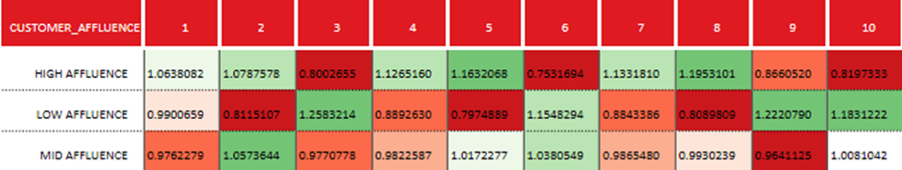 CUSTOMER_AFFLUENCE 1 2 3 4 5 6 7 8 9 10
HIGH AFFLUENCE 1.0638082 1.0787578 0.8002655 1.1265160 1.1632068 0.7531694 1.1331810 1.1953101 0.8660520 0.8197333
LOW AFFLUENCE 0.9900659 0.8115107 1.2583214 0.8892630 0.7974889 1.1548294 0.8843386 0.8089809 1.2220790 1.1831222
MID AFFLUENCE 0.9762279 1.0573644 0.9770778 0.9822587 1.0172277 1.0380549 0.9865480 0.9930239 0.9641125 1.0081042